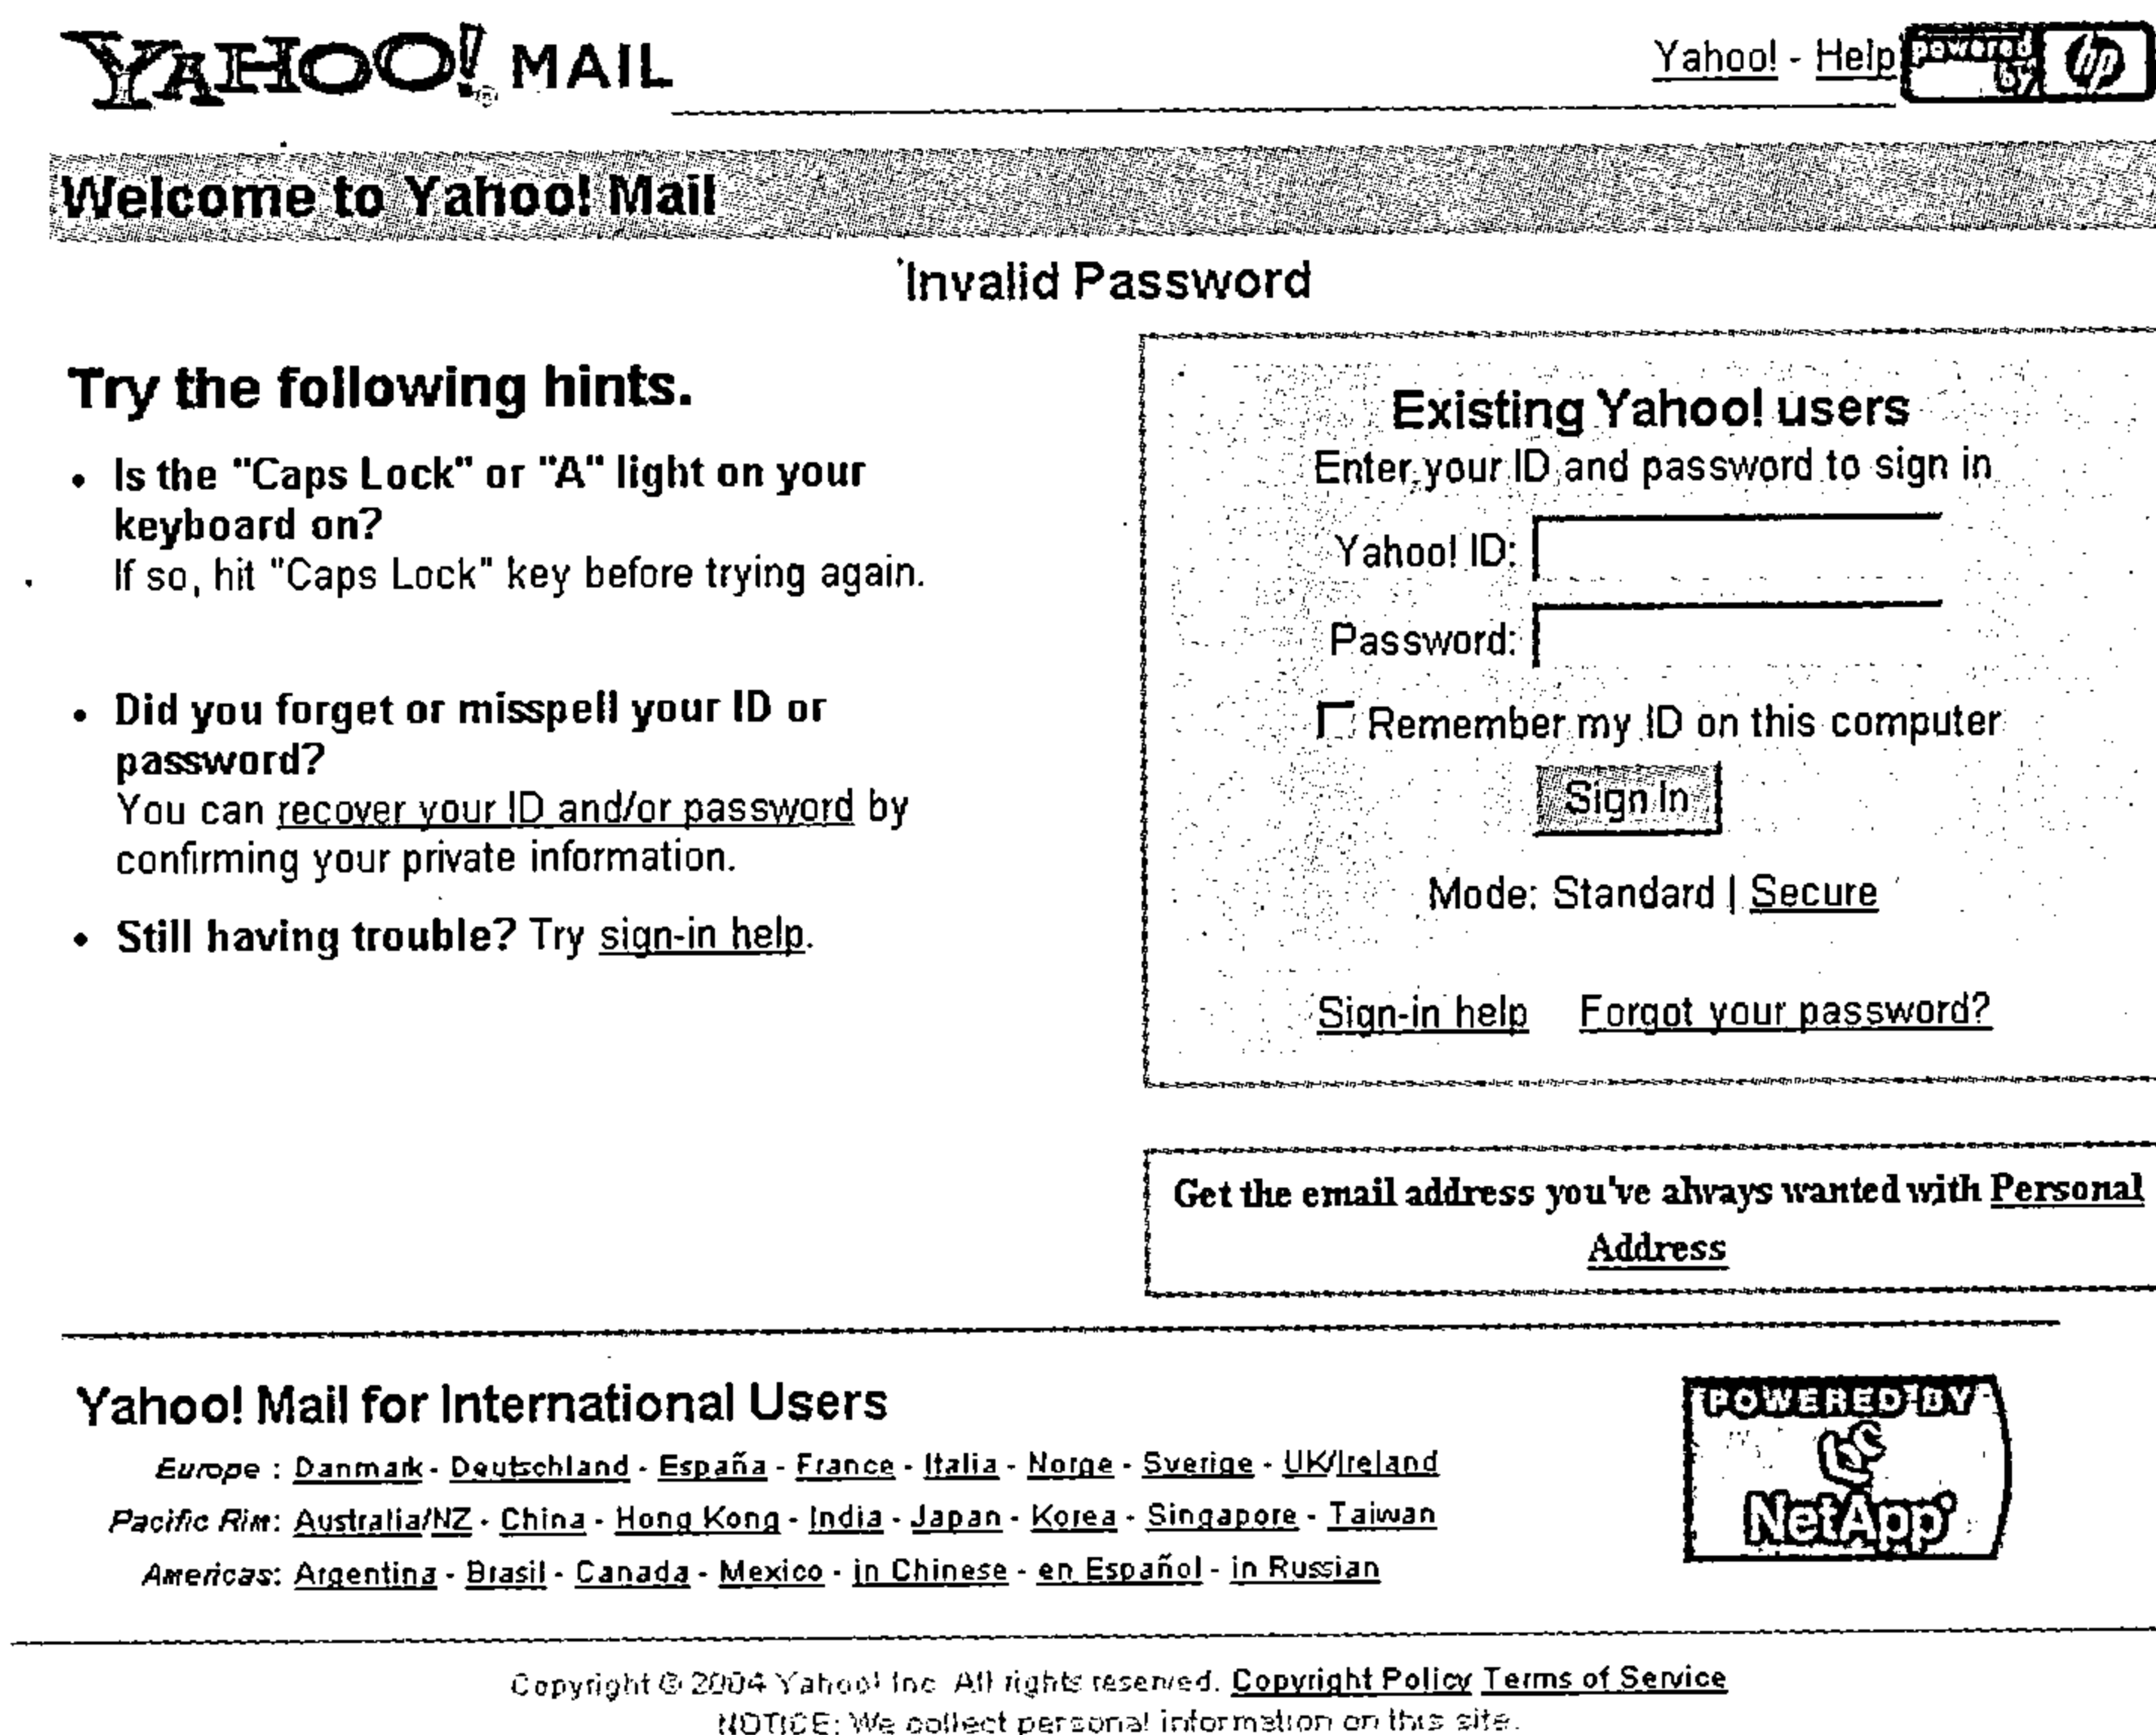 YAHOO!® MAIL
Yahoo! - Help
powered by hp
Welcome to Yahoo! Mail
Invalid Password
Try the following hints.
• Is the "Caps Lock" or "A" light on your
keyboard on?
If so, hit "Caps Lock" key before trying again.
• Did you forget or misspell your ID or
password?
You can recover your ID and/or password by
confirming your private information.
• Still having trouble? Try sign-in help.
Existing Yahoo! users
Enter your ID and password to sign in
Yahoo! ID:
Password:
Remember my ID on this computer
Sign In
Mode: Standard | Secure
Sign-in help Forgot your password?
Get the email address you've always wanted with Personal
Address
Yahoo! Mail for International Users
Europe : Danmark - Deutschland - España - France - Italia - Norge - Sverige - UK/Ireland
Pacific Rim: Australia/NZ - China - Hong Kong - India - Japan - Korea - Singapore - Taiwan
Americas: Argentina - Brasil - Canada - Mexico - in Chinese - en Español - in Russian
POWERED BY
NetApp®
Copyright © 2004 Yahoo! Inc. All rights reserved. Copyright Policy Terms of Service
NOTICE: We collect personal information on this site.